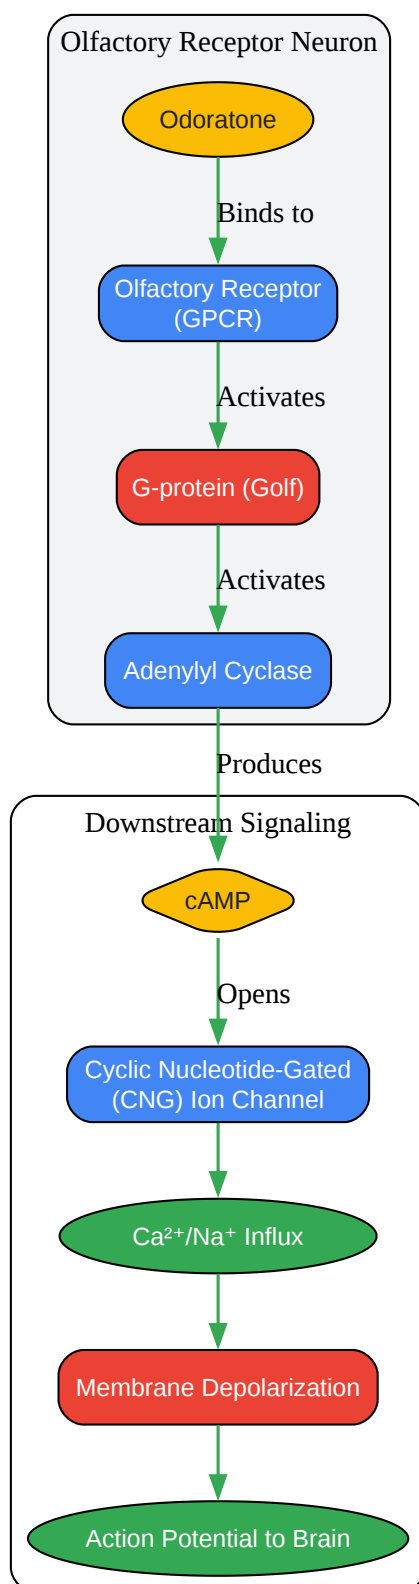 Olfactory Receptor Neuron
Odoratone
Binds to
Olfactory Receptor
(GPCR)
Activates
G-protein (Golf)
Activates
Adenylyl Cyclase
Produces
Downstream Signaling
cAMP
Opens
Cyclic Nucleotide-Gated
(CNG) Ion Channel
Ca²⁺/Na⁺ Influx
Membrane Depolarization
Action Potential to Brain